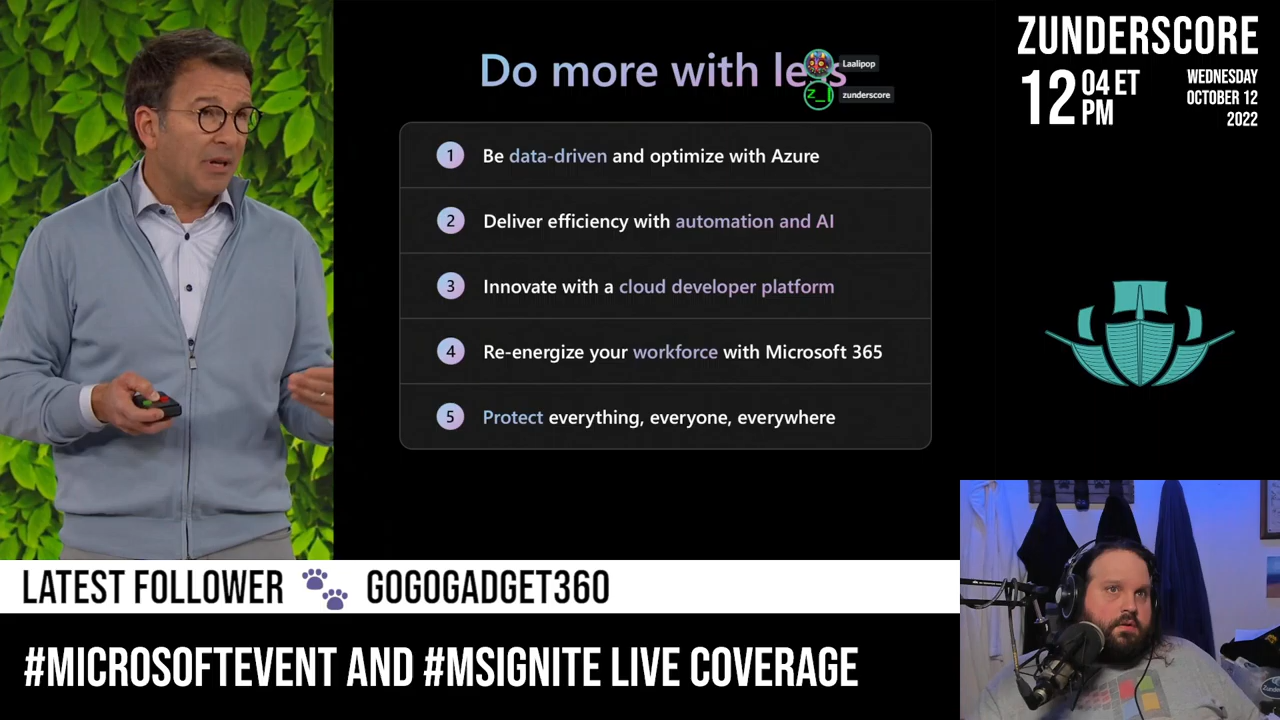 Do more with less
Laalipop
Z_
zunderscore
1 Be data-driven and optimize with Azure
2 Deliver efficiency with automation and AI
3 Innovate with a cloud developer platform
4 Re-energize your workforce with Microsoft 365
5 Protect everything, everyone, everywhere
ZUNDERSCORE
12 04 ET
PM
WEDNESDAY
OCTOBER 12
2022
LATEST FOLLOWER GOGOGADGET360
#MICROSOFTEVENT AND #MSIGNITE LIVE COVERAGE